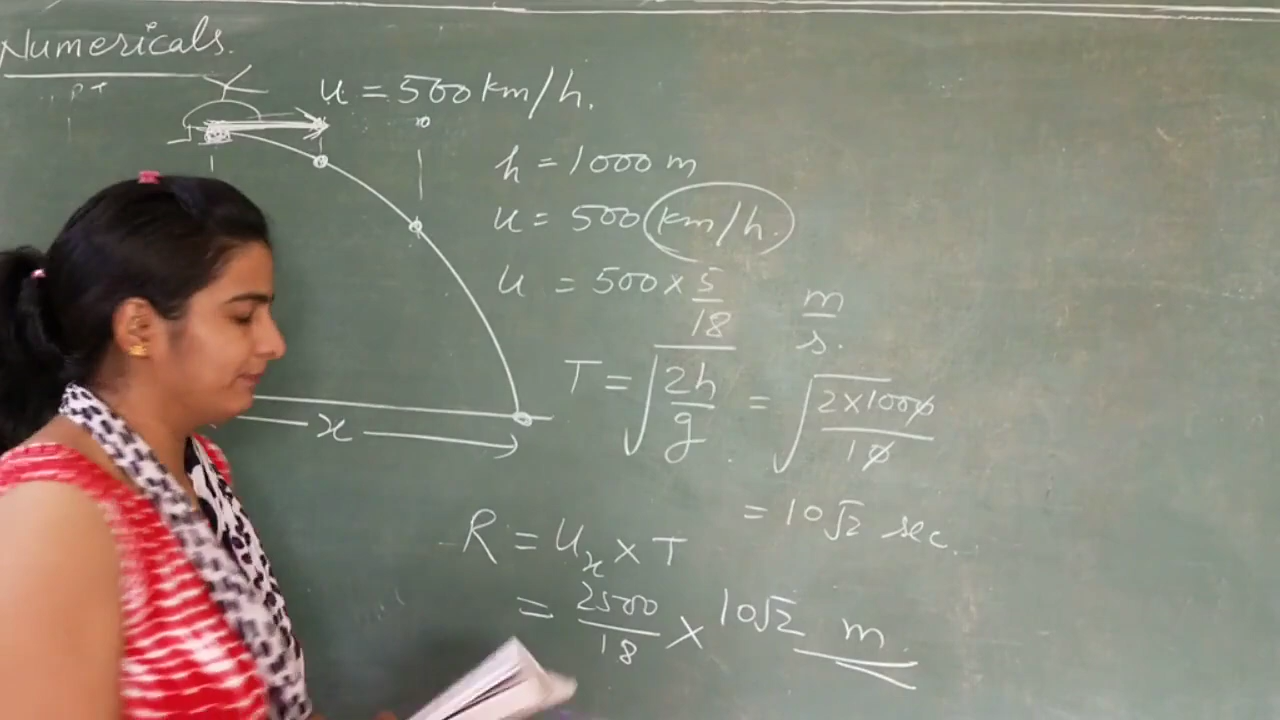 Numericals.
u = 500 km/h.
h = 1000 m
u = 500 km/h.
u = 500 × 5/18 m/s.
T = √(2h/g) = √(2×1000/10)
x
= 10√2 sec.
R = Uₓ × T
= 2500/18 × 10√2 m.